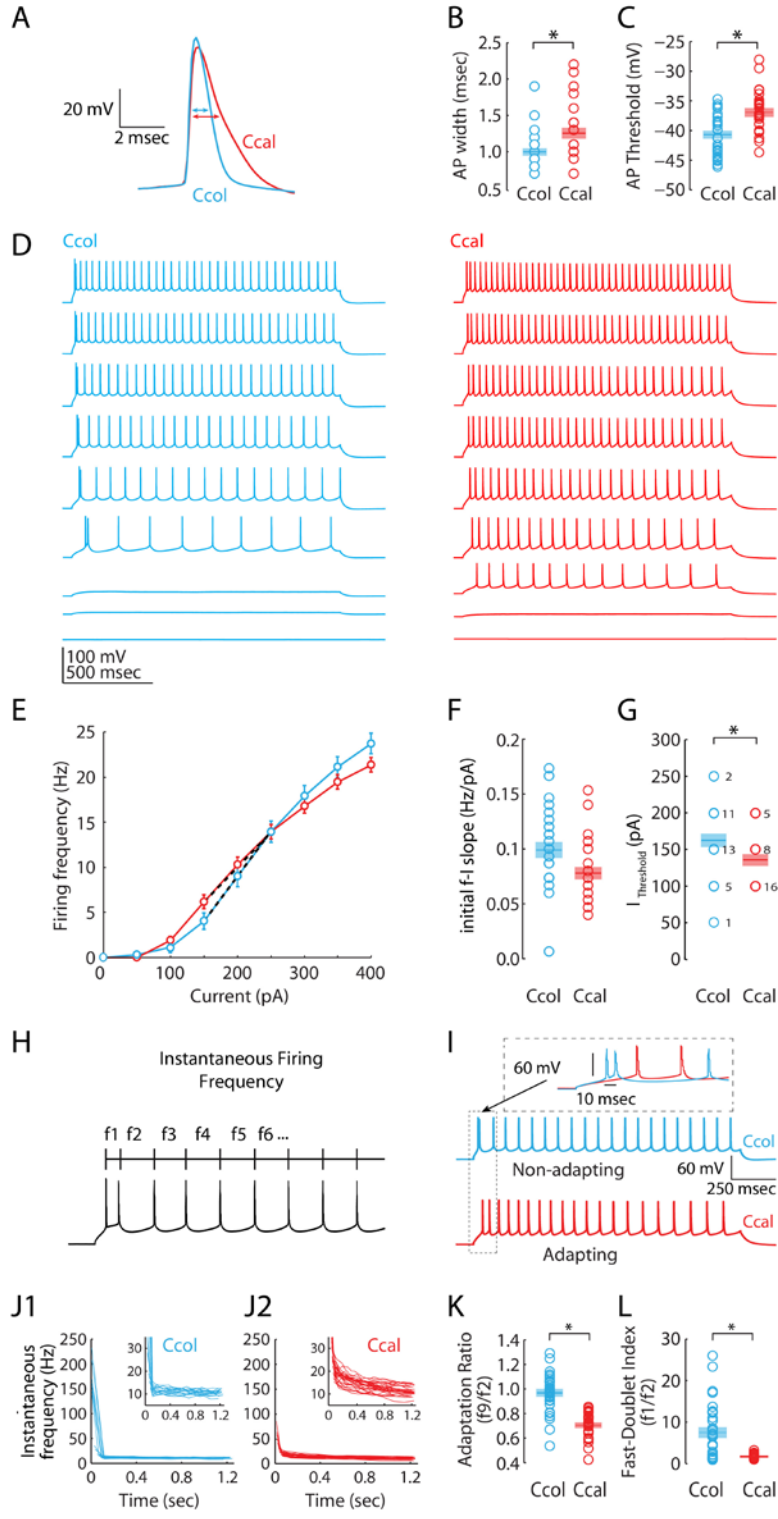 A
20 mV
2 msec
Ccal
Ccol
B
*
AP width (msec)
2.5
2.0
1.5
1.0
0.5
Ccol Ccal
C
*
AP Threshold (mV)
−25
−30
−35
−40
−45
−50
Ccol Ccal
D
Ccol
Ccal
100 mV
500 msec
E
Firing frequency (Hz)
25
20
15
10
5
0
0 100 200 300 400
Current (pA)
F
initial f-I slope (Hz/pA)
0.2
0.15
0.1
0.05
0
Ccol Ccal
G
*
I Threshold (pA)
300
250
200
150
100
50
0
2
11
13
5
1
5
8
16
Ccol Ccal
H
Instantaneous Firing
Frequency
f1 f2 f3 f4 f5 f6 ...
I
60 mV
10 msec
Ccol
Non-adapting
60 mV
250 msec
Ccal
Adapting
J1
Instantaneous
frequency (Hz)
250
200
150
100
50
0
0 0.4 0.8 1.2
Time (sec)
Ccol
30
20
10
0.4 0.8 1.2
J2
250
200
150
100
50
0
0 0.4 0.8 1.2
Time (sec)
Ccal
30
20
10
0.4 0.8 1.2
K
*
Adaptation Ratio
(f9/f2)
1.4
1.2
1.0
0.8
0.6
0.4
Ccol Ccal
L
*
Fast-Doublet Index
(f1/f2)
30
20
10
0
Ccol Ccal